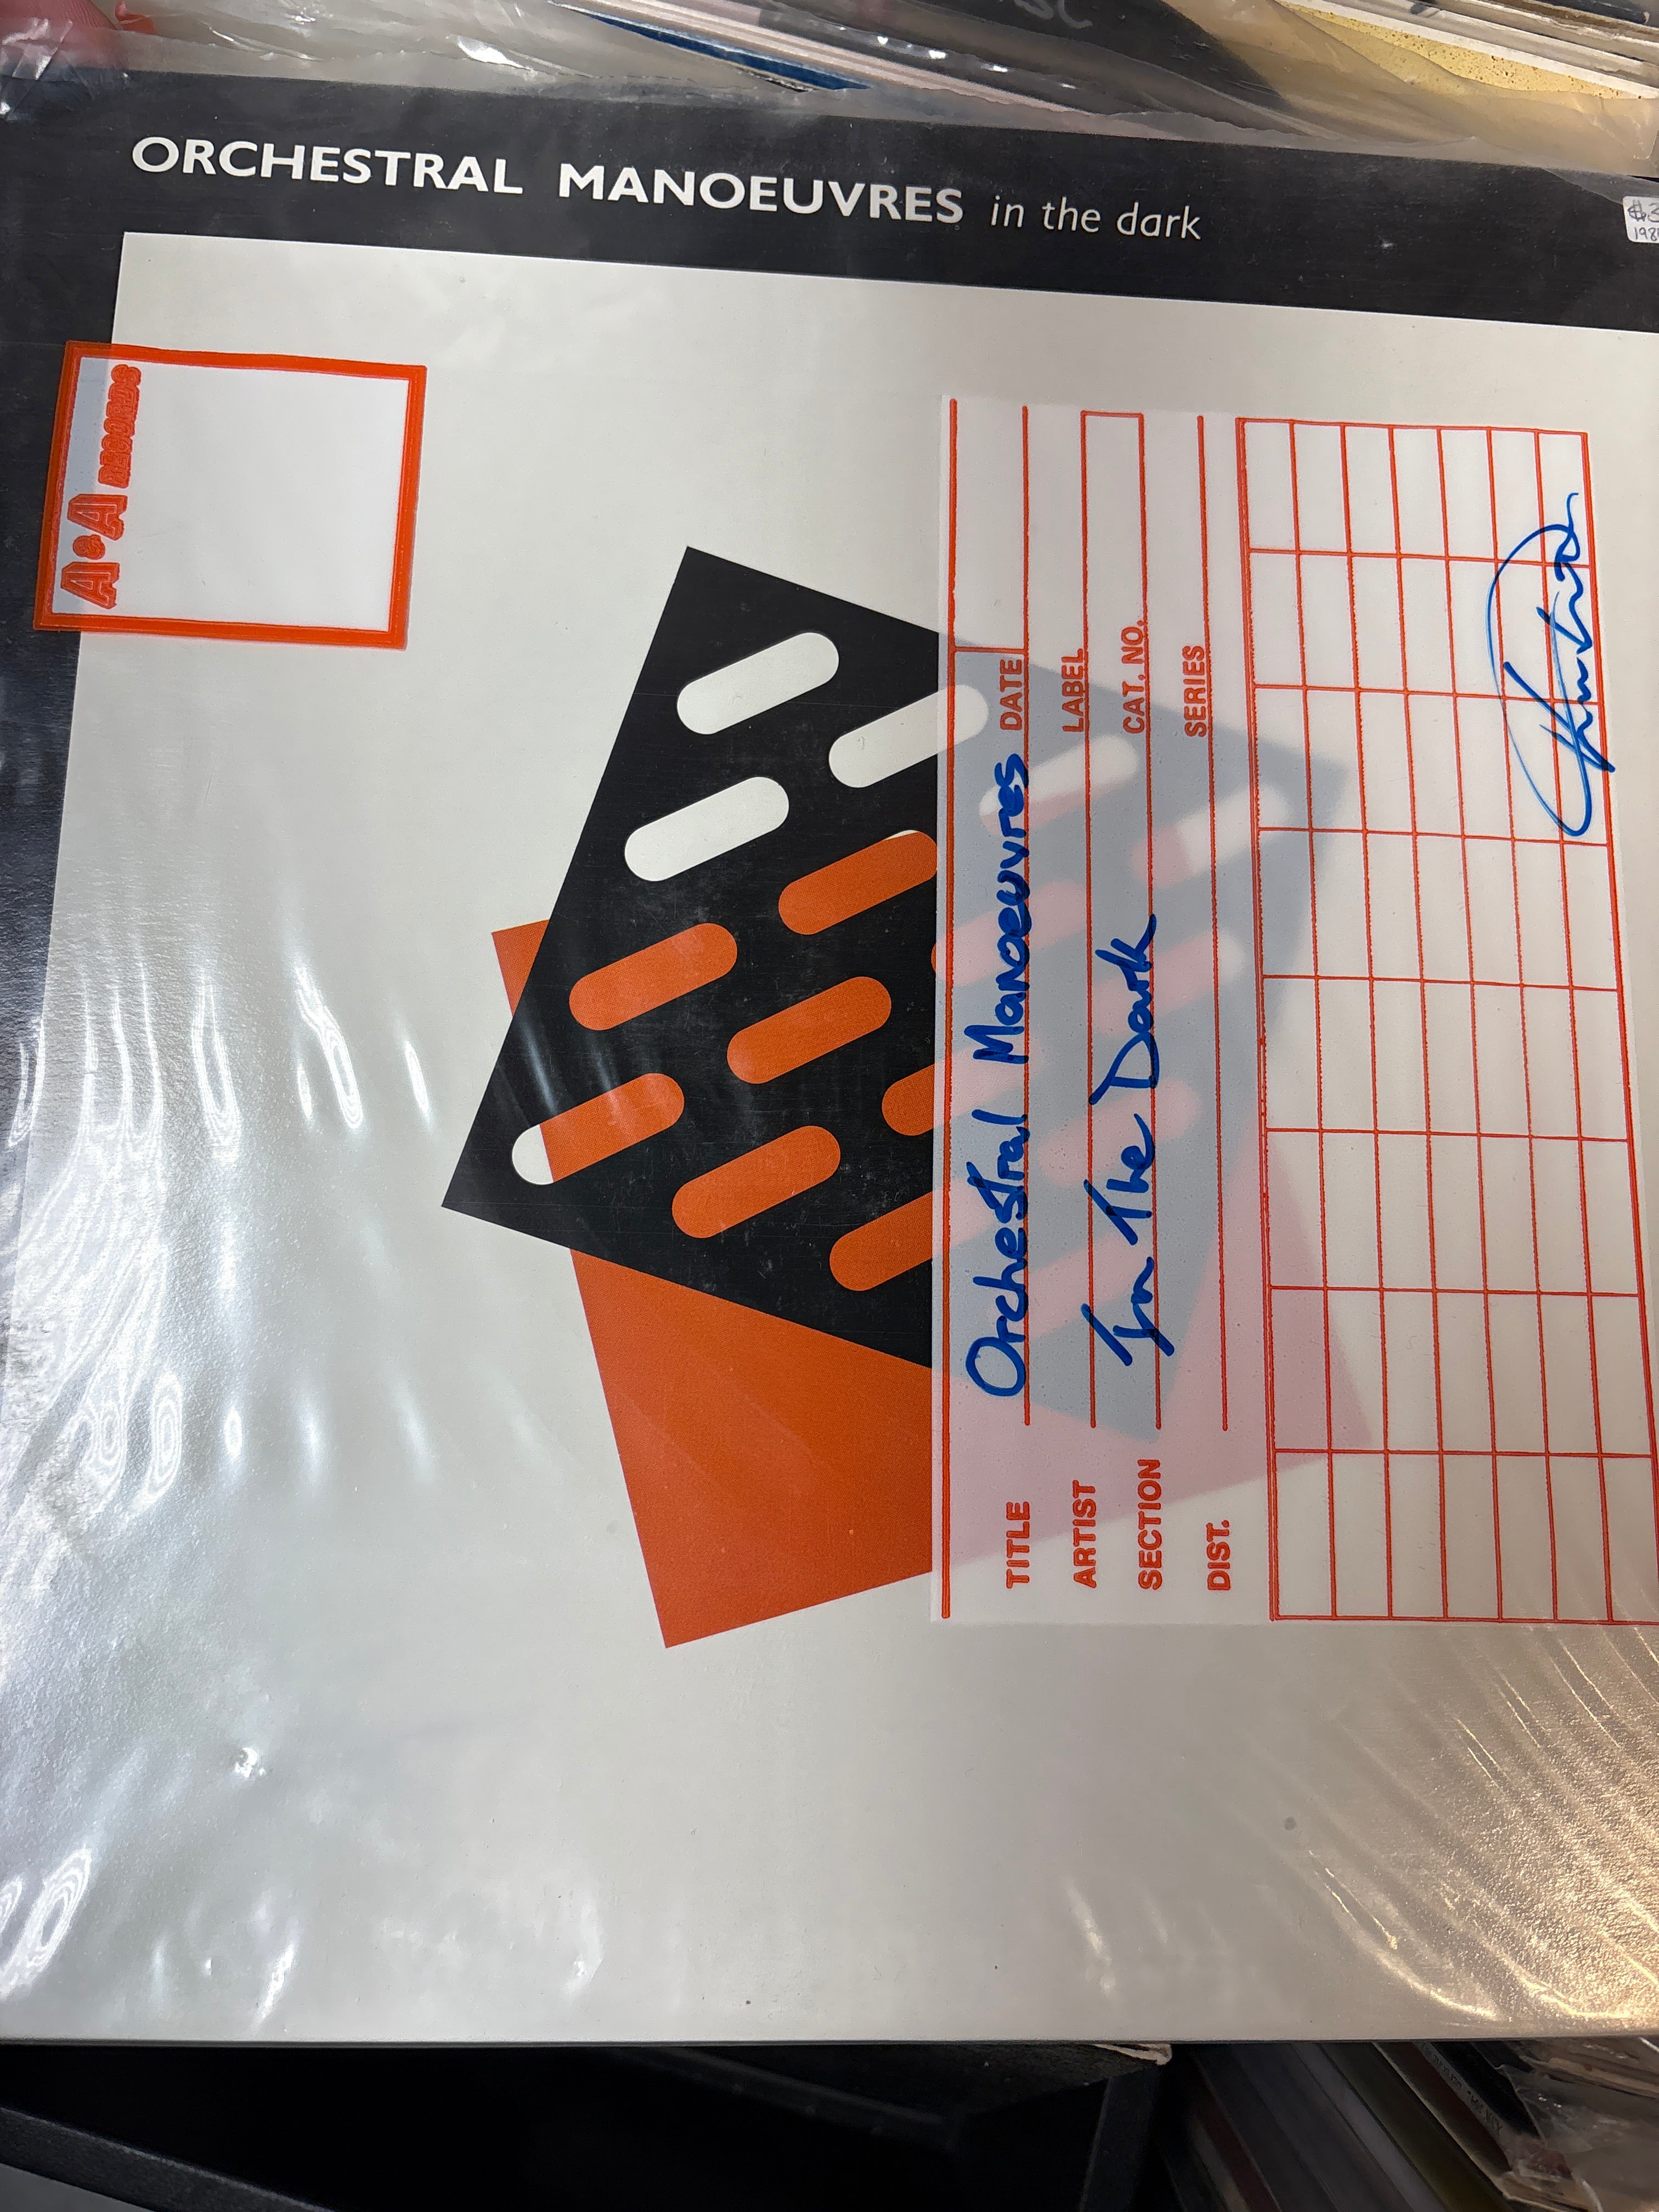 ORCHESTRAL MANOEUVRES in the dark
A&A RECORDS
TITLE Orchestral Manoeuvres DATE
ARTIST In The Dark LABEL
SECTION CAT. NO.
DIST. SERIES